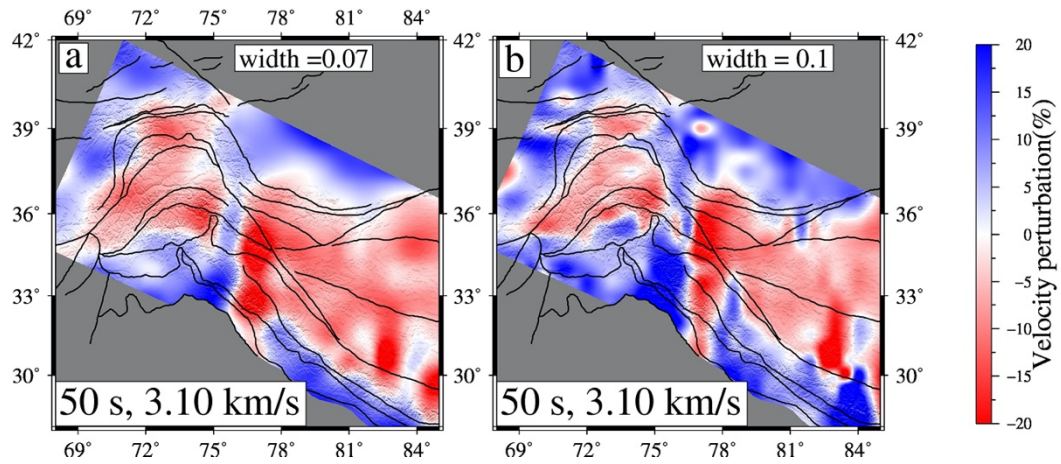 69° 72° 75° 78° 81° 84°
69° 72° 75° 78° 81° 84°
42°
39°
36°
33°
30°
a
width =0.07
50 s, 3.10 km/s
69° 72° 75° 78° 81° 84°
42°
39°
36°
33°
30°
b
width = 0.1
50 s, 3.10 km/s
69° 72° 75° 78° 81° 84°
20
15
10
5
0
−5
−10
−15
−20
Velocity perturbation(%)